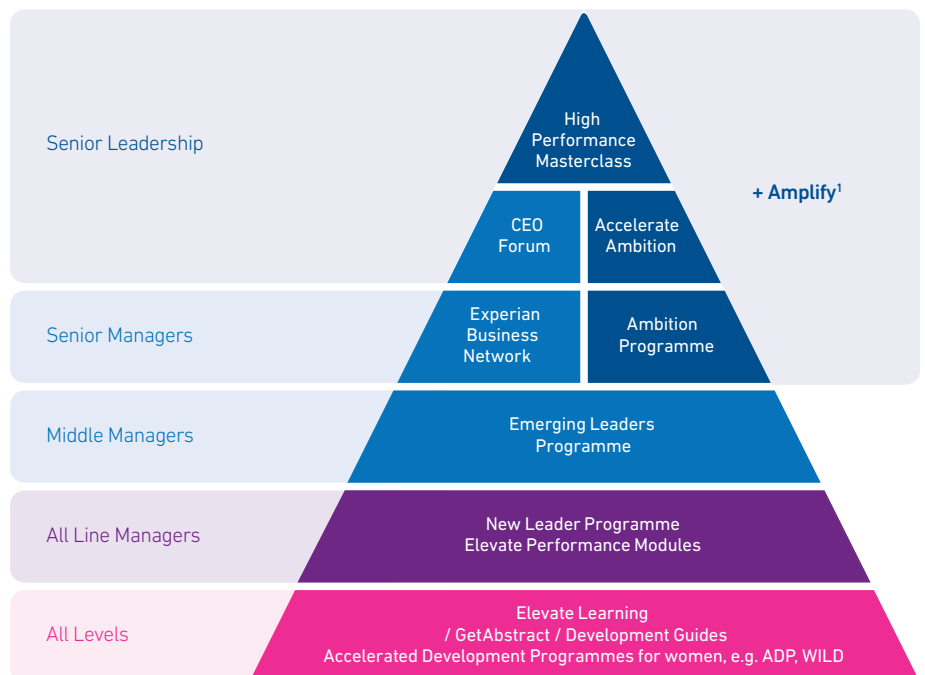 Senior Leadership
High
Performance
Masterclass
CEO
Forum
Accelerate
Ambition
+ Amplify¹
Senior Managers
Experian
Business
Network
Ambition
Programme
Middle Managers
Emerging Leaders
Programme
All Line Managers
New Leader Programme
Elevate Performance Modules
All Levels
Elevate Learning
/ GetAbstract / Development Guides
Accelerated Development Programmes for women, e.g. ADP, WILD